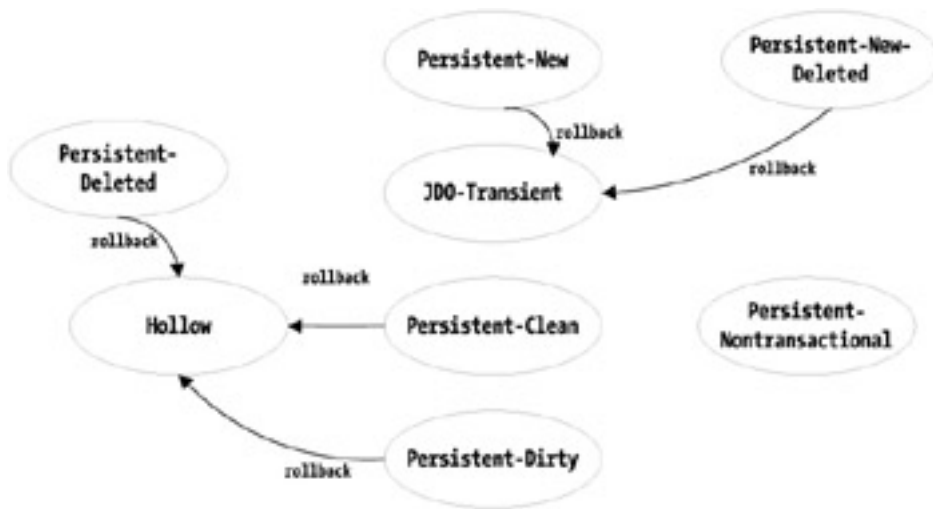 Persistent-New
Persistent-New-
Deleted
rollback
rollback
Persistent-
Deleted
JDO-Transient
rollback
rollback
Hollow
Persistent-Clean
Persistent-
Nontransactional
rollback
Persistent-Dirty